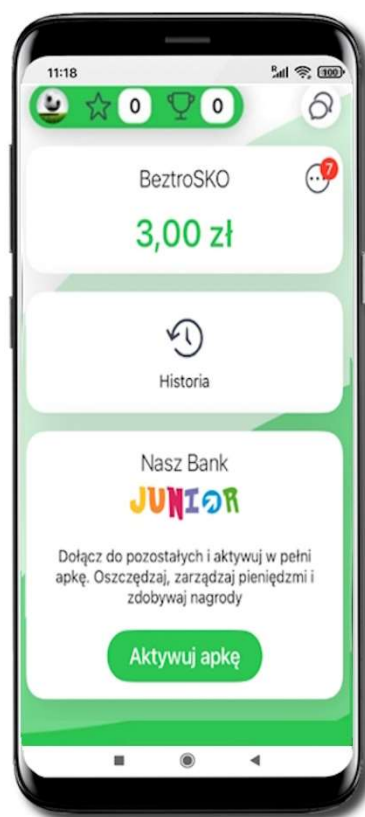 11:18
R
100
0
0
BeztroSKO
7
3,00 zł
Historia
Nasz Bank
JUNIOR
Dołącz do pozostałych i aktywuj w pełni
apkę. Oszczędzaj, zarządzaj pieniędzmi i
zdobywaj nagrody
Aktywuj apkę